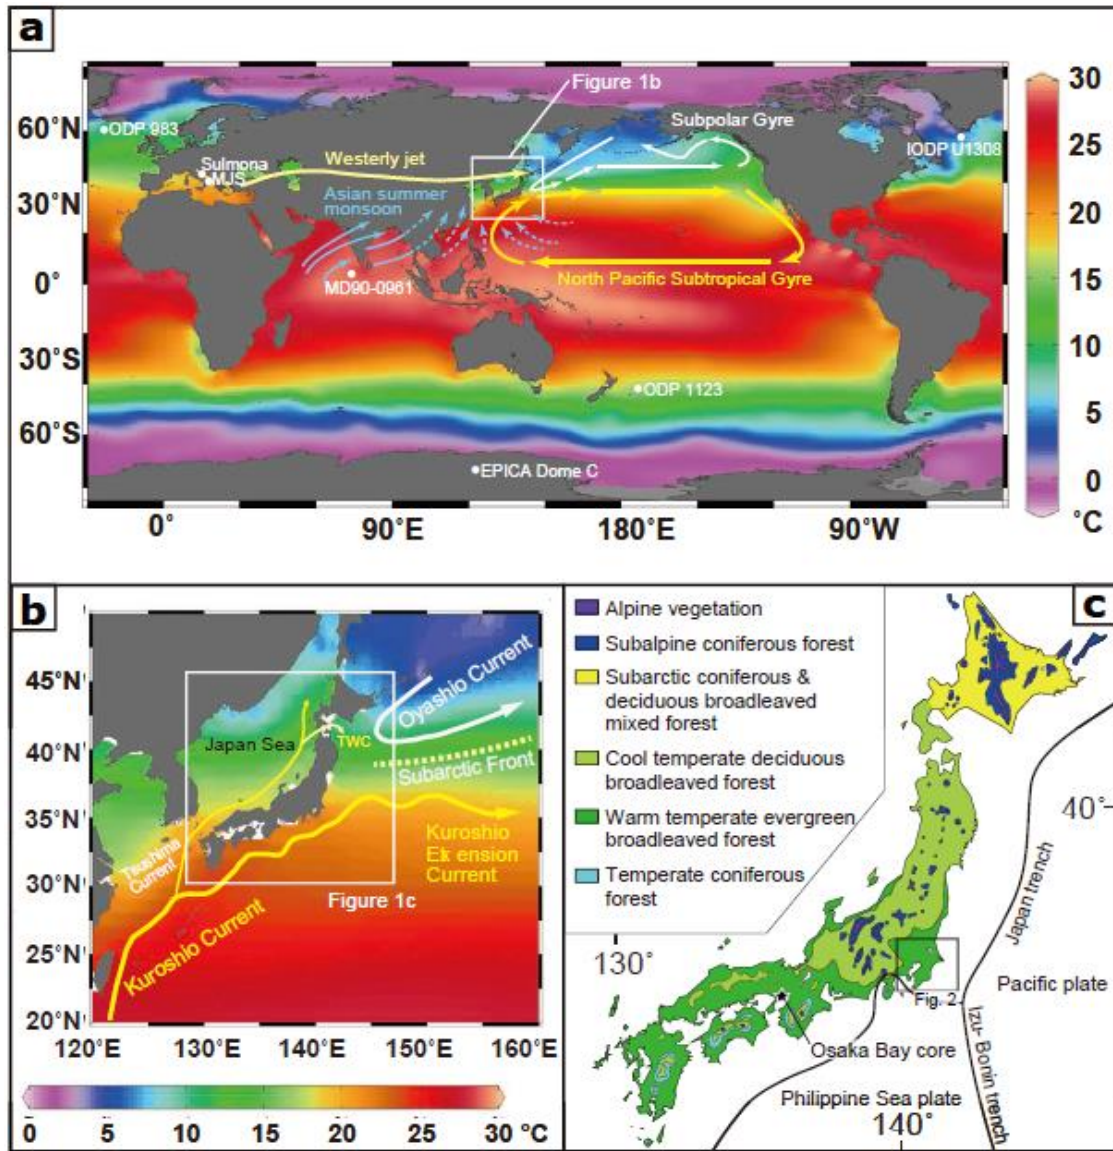 a
Figure 1b
60°N
30°N
0°
30°S
60°S
ODP 983
Sulmona
MJS
Westerly jet
Asian summer
monsoon
Subpolar Gyre
IODP U1308
North Pacific Subtropical Gyre
MD90-0961
ODP 1123
EPICA Dome C
0°
90°E
180°E
90°W
30
25
20
15
10
5
0
°C
b
45°N
40°N
35°N
30°N
25°N
20°N
Japan Sea
TWC
Oyashio Current
Subarctic Front
Tsushima
Current
Kuroshio
Ek ension
Current
Figure 1c
Kuroshio Current
120°E
130°E
140°E
150°E
160°E
0
5
10
15
20
25
30 °C
c
Alpine vegetation
Subalpine coniferous forest
Subarctic coniferous &
deciduous broadleaved
mixed forest
Cool temperate deciduous
broadleaved forest
Warm temperate evergreen
broadleaved forest
Temperate coniferous
forest
40°
130°
140°
Japan trench
Pacific plate
Fig. 2
Izu- Bonin trench
Osaka Bay core
Philippine Sea plate